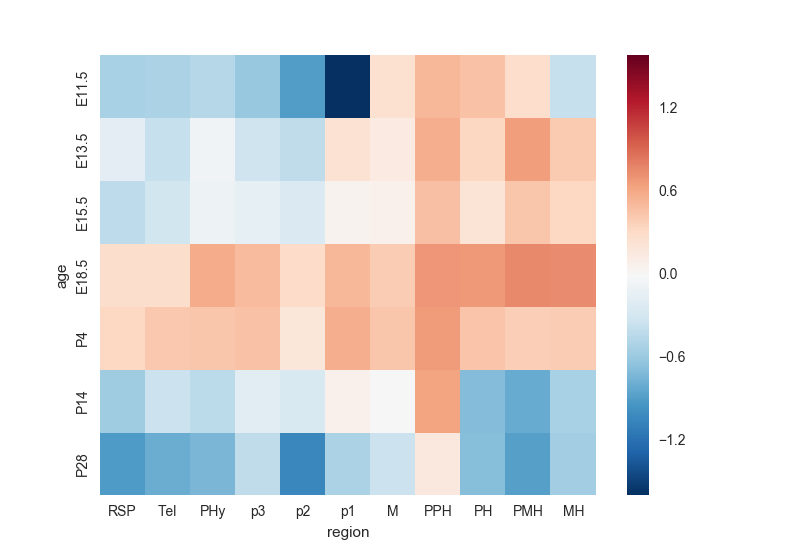 E11.5
E13.5
E15.5
E18.5
P4
P14
P28
age
RSP Tel PHy p3 p2 p1 M PPH PH PMH MH
region
1.2
0.6
0.0
−0.6
−1.2